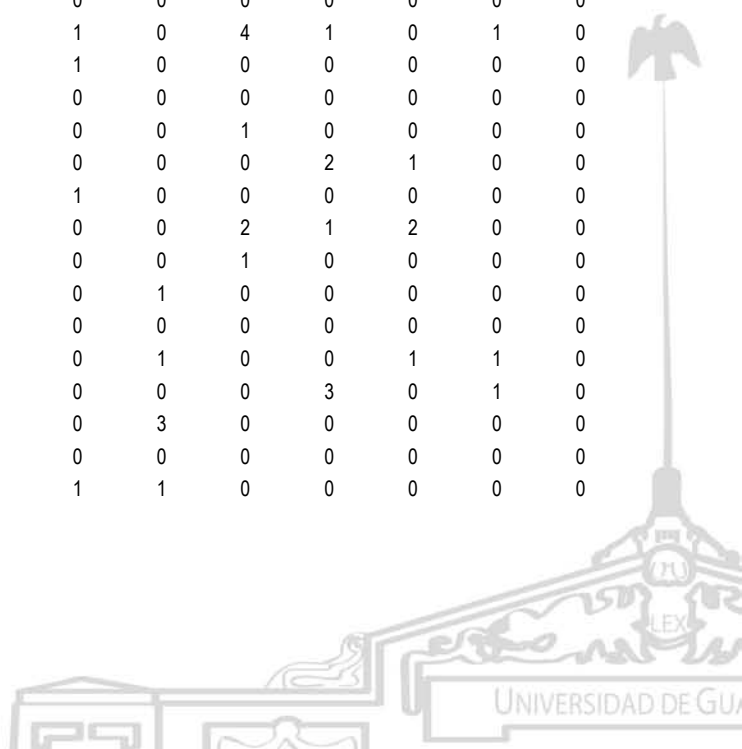 0 0 0 0 0 0 0
1 0 4 1 0 1 0
1 0 0 0 0 0 0
0 0 0 0 0 0 0
0 0 1 0 0 0 0
0 0 0 2 1 0 0
1 0 0 0 0 0 0
0 0 2 1 2 0 0
0 0 1 0 0 0 0
0 1 0 0 0 0 0
0 0 0 0 0 0 0
0 1 0 0 1 1 0
0 0 0 3 0 1 0
0 3 0 0 0 0 0
0 0 0 0 0 0 0
1 1 0 0 0 0 0
LEX
UNIVERSIDAD DE GUA